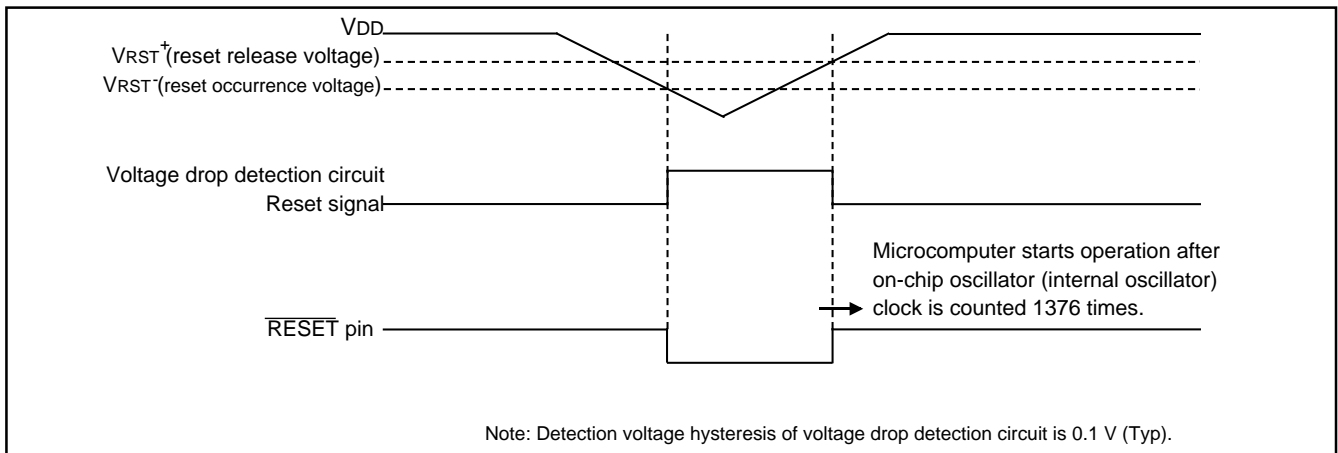 VDD
VRST+(reset release voltage)
VRST-(reset occurrence voltage)
Voltage drop detection circuit
Reset signal
Microcomputer starts operation after
on-chip oscillator (internal oscillator)
clock is counted 1376 times.
RESET pin
Note: Detection voltage hysteresis of voltage drop detection circuit is 0.1 V (Typ).